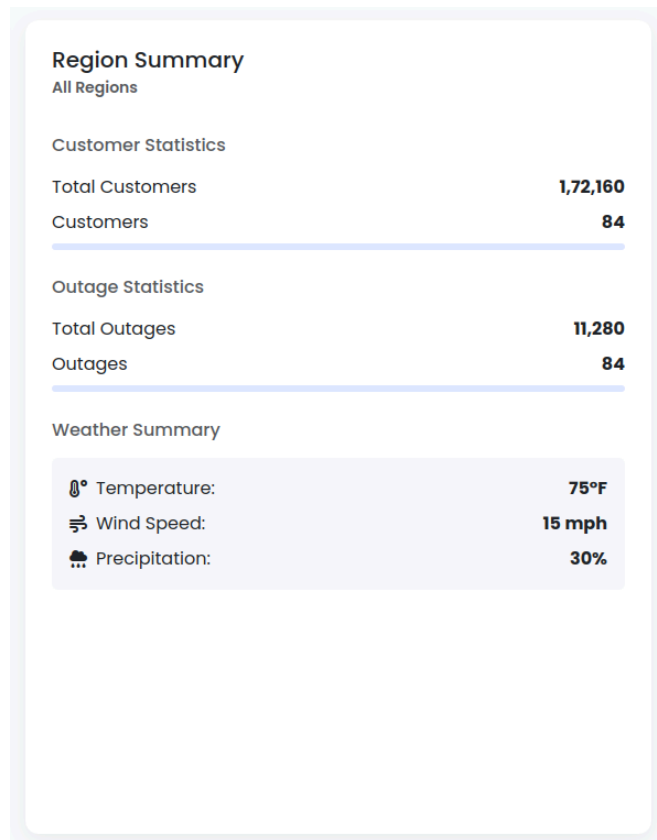 Region Summary
All Regions
Customer Statistics
Total Customers 1,72,160
Customers 84
Outage Statistics
Total Outages 11,280
Outages 84
Weather Summary
Temperature: 75°F
Wind Speed: 15 mph
Precipitation: 30%